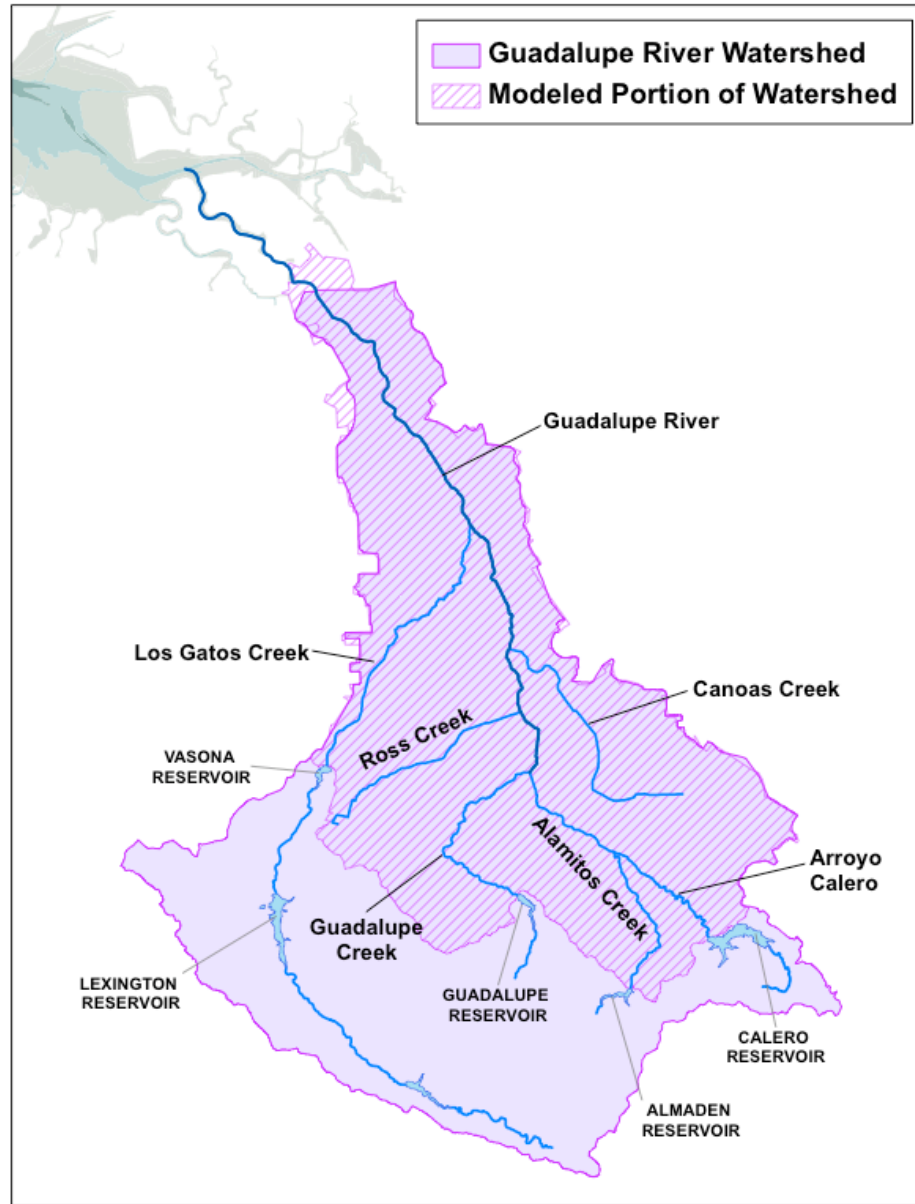 Guadalupe River Watershed
Modeled Portion of Watershed
Guadalupe River
Los Gatos Creek
Canoas Creek
Ross Creek
VASONA
RESERVOIR
Alamitos Creek
Arroyo
Calero
Guadalupe
Creek
LEXINGTON
RESERVOIR
GUADALUPE
RESERVOIR
CALERO
RESERVOIR
ALMADEN
RESERVOIR